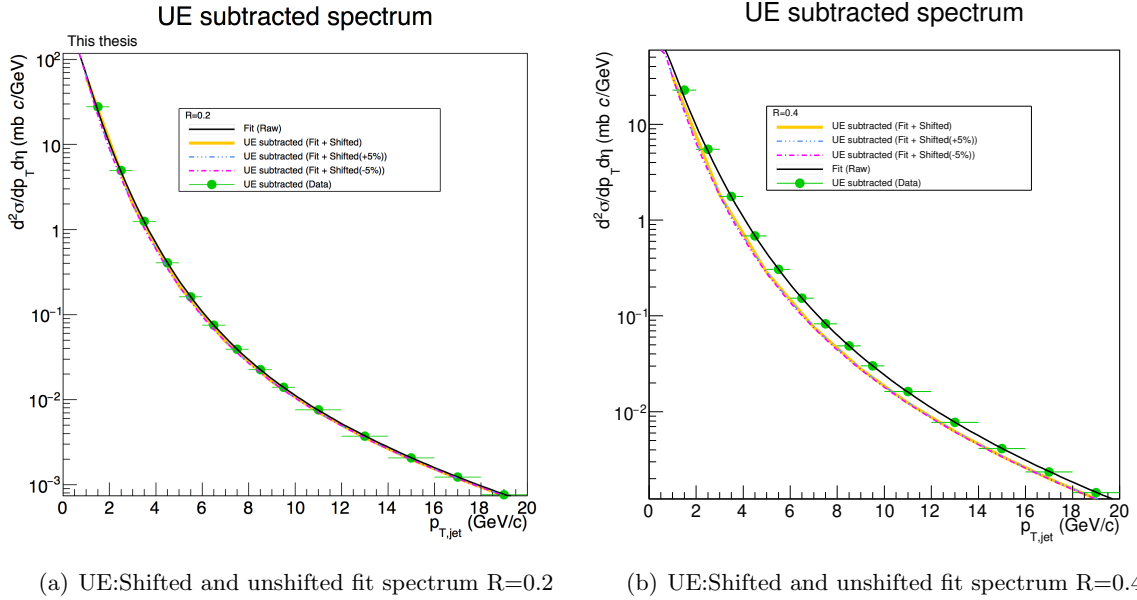 UE subtracted spectrum
This thesis
d²σ/dp_T dη (mb c/GeV)
10²
10
1
10⁻¹
10⁻²
10⁻³
R=0.2
Fit (Raw)
UE subtracted (Fit + Shifted)
UE subtracted (Fit + Shifted(+5%))
UE subtracted (Fit + Shifted(-5%))
UE subtracted (Data)
0 2 4 6 8 10 12 14 16 18 20
p_T,jet (GeV/c)
(a) UE:Shifted and unshifted fit spectrum R=0.2
UE subtracted spectrum
d²σ/dp_T dη (mb c/GeV)
10
1
10⁻¹
10⁻²
R=0.4
UE subtracted (Fit + Shifted)
UE subtracted (Fit + Shifted(+5%))
UE subtracted (Fit + Shifted(-5%))
Fit (Raw)
UE subtracted (Data)
0 2 4 6 8 10 12 14 16 18 20
p_T,jet (GeV/c)
(b) UE:Shifted and unshifted fit spectrum R=0.4